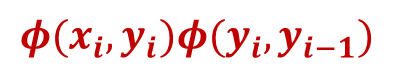 𝝓(𝒙ᵢ, 𝒚ᵢ)𝝓(𝒚ᵢ, 𝒚ᵢ₋₁)